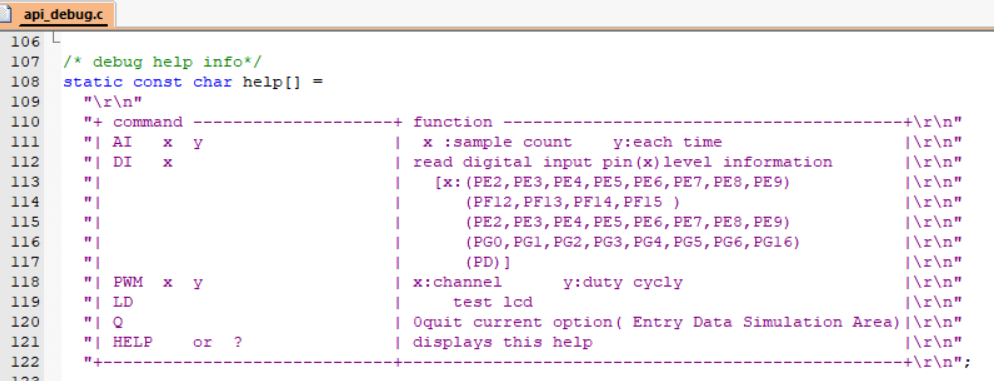 api_debug.c
106
107 /* debug help info*/
108 static const char help[] =
109   "\r\n"
110   "+ command --------------------+ function ----------------------------------------+\r\n"
111   "| AI   x  y                   |  x :sample count    y:each time                  |\r\n"
112   "| DI   x                      | read digital input pin(x)level information       |\r\n"
113   "|                             |   [x:(PE2,PE3,PE4,PE5,PE6,PE7,PE8,PE9)           |\r\n"
114   "|                             |      (PF12,PF13,PF14,PF15 )                      |\r\n"
115   "|                             |      (PE2,PE3,PE4,PE5,PE6,PE7,PE8,PE9)           |\r\n"
116   "|                             |      (PG0,PG1,PG2,PG3,PG4,PG5,PG6,PG16)          |\r\n"
117   "|                             |      (PD)]                                       |\r\n"
118   "| PWM  x  y                   | x:channel      y:duty cycly                      |\r\n"
119   "| LD                          |     test lcd                                     |\r\n"
120   "| Q                           | 0quit current option( Entry Data Simulation Area)|\r\n"
121   "| HELP    or  ?               | displays this help                               |\r\n"
122   "+-----------------------------+--------------------------------------------------+\r\n";
123